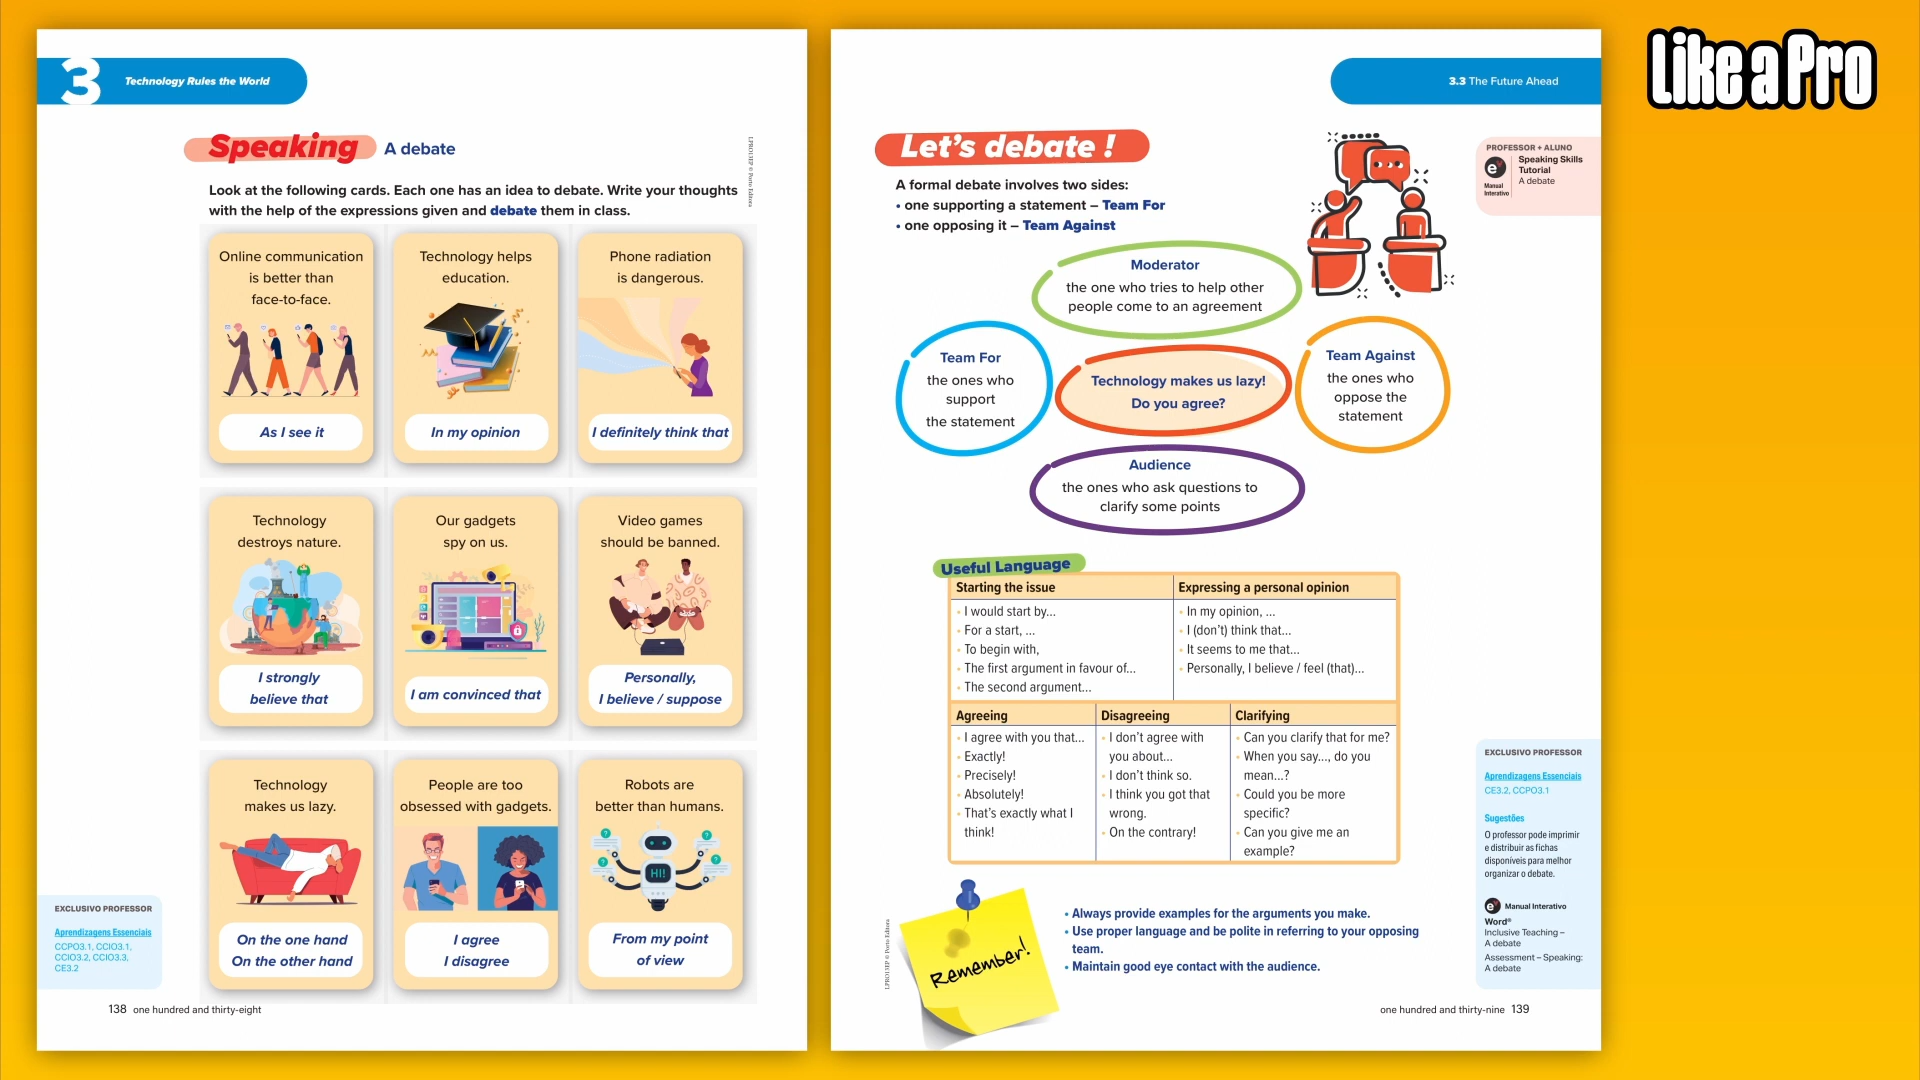 Like a Pro
3
Technology Rules the World
Speaking
A debate
Look at the following cards. Each one has an idea to debate. Write your thoughts
with the help of the expressions given and debate them in class.
LPRO13EP © Porto Editora
Online communication
is better than
face-to-face.
As I see it
Technology helps
education.
In my opinion
Phone radiation
is dangerous.
I definitely think that
Technology
destroys nature.
I strongly
believe that
Our gadgets
spy on us.
I am convinced that
Video games
should be banned.
Personally,
I believe / suppose
Technology
makes us lazy.
On the one hand
On the other hand
People are too
obsessed with gadgets.
I agree
I disagree
Robots are
better than humans.
HI!
From my point
of view
EXCLUSIVO PROFESSOR
Aprendizagens Essenciais
CCPO3.1, CCIO3.1,
CCIO3.2, CCIO3.3,
CE3.2
138 one hundred and thirty-eight
3.3 The Future Ahead
Let's debate !
A formal debate involves two sides:
• one supporting a statement – Team For
• one opposing it – Team Against
PROFESSOR + ALUNO
Manual
Interativo
Speaking Skills
Tutorial
A debate
Moderator
the one who tries to help other
people come to an agreement
Team For
the ones who
support
the statement
Technology makes us lazy!
Do you agree?
Team Against
the ones who
oppose the
statement
Audience
the ones who ask questions to
clarify some points
Useful Language
Starting the issue
• I would start by...
• For a start, ...
• To begin with,
• The first argument in favour of...
• The second argument...
Expressing a personal opinion
• In my opinion, ...
• I (don't) think that...
• It seems to me that...
• Personally, I believe / feel (that)...
Agreeing
• I agree with you that...
• Exactly!
• Precisely!
• Absolutely!
• That's exactly what I
think!
Disagreeing
• I don't agree with
you about...
• I don't think so.
• I think you got that
wrong.
• On the contrary!
Clarifying
• Can you clarify that for me?
• When you say..., do you
mean...?
• Could you be more
specific?
• Can you give me an
example?
Remember!
• Always provide examples for the arguments you make.
• Use proper language and be polite in referring to your opposing
team.
• Maintain good eye contact with the audience.
LPRO13EP © Porto Editora
EXCLUSIVO PROFESSOR
Aprendizagens Essenciais
CE3.2, CCPO3.1
Sugestões
O professor pode imprimir
e distribuir as fichas
disponíveis para melhor
organizar o debate.
Manual Interativo
Word®
Inclusive Teaching –
A debate
Assessment – Speaking:
A debate
one hundred and thirty-nine 139